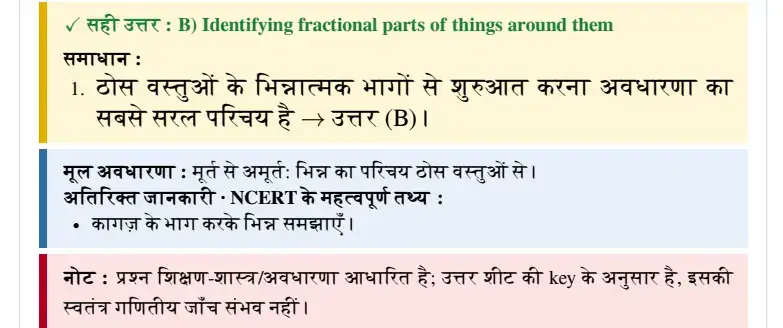 ✓ सही उत्तर : B) Identifying fractional parts of things around them
समाधान :
1. ठोस वस्तुओं के भिन्नात्मक भागों से शुरुआत करना अवधारणा का
सबसे सरल परिचय है → उत्तर (B)।
मूल अवधारणा : मूर्त से अमूर्त: भिन्न का परिचय ठोस वस्तुओं से।
अतिरिक्त जानकारी · NCERT के महत्वपूर्ण तथ्य :
• कागज़ के भाग करके भिन्न समझाएँ।
नोट : प्रश्न शिक्षण-शास्त्र/अवधारणा आधारित है; उत्तर शीट की key के अनुसार है, इसकी
स्वतंत्र गणितीय जाँच संभव नहीं।